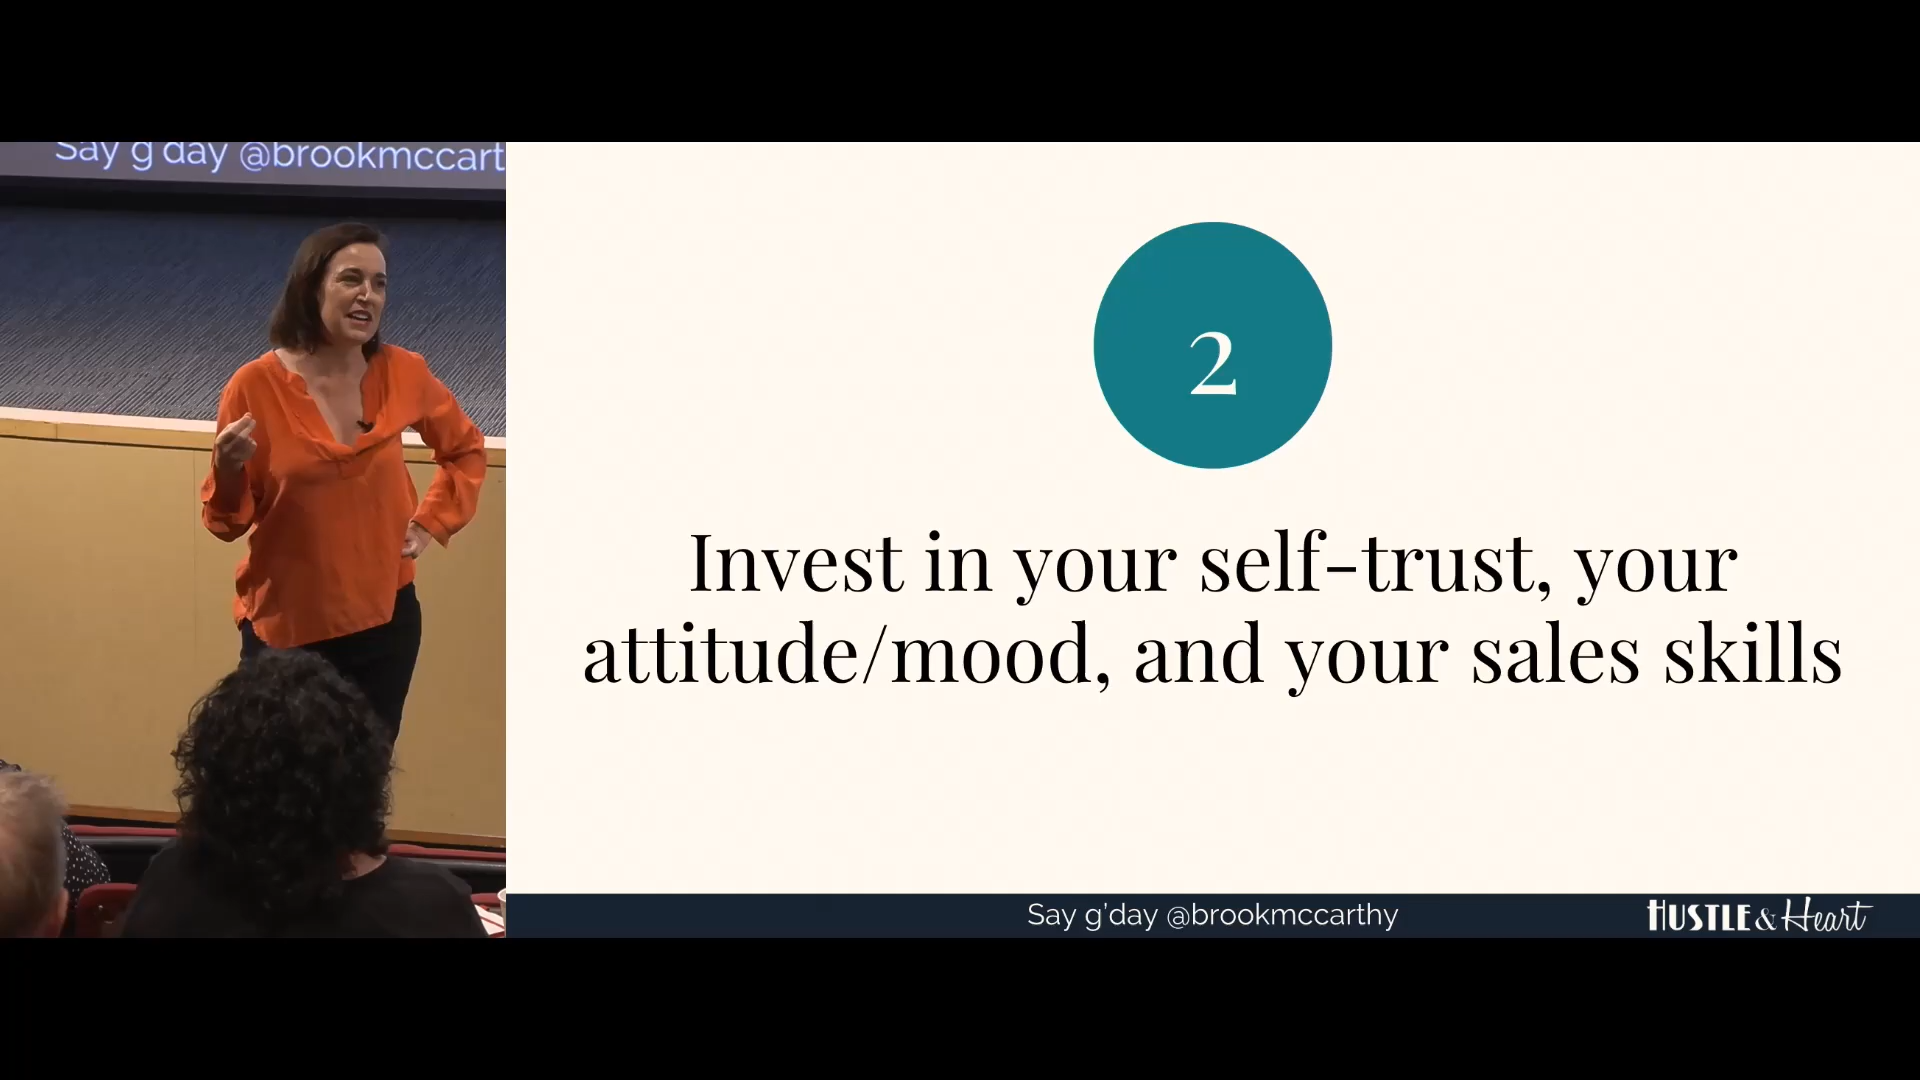 Say g'day @brookmccart
2
Invest in your self-trust, your
attitude/mood, and your sales skills
Say g'day @brookmccarthy
HUSTLE & Heart